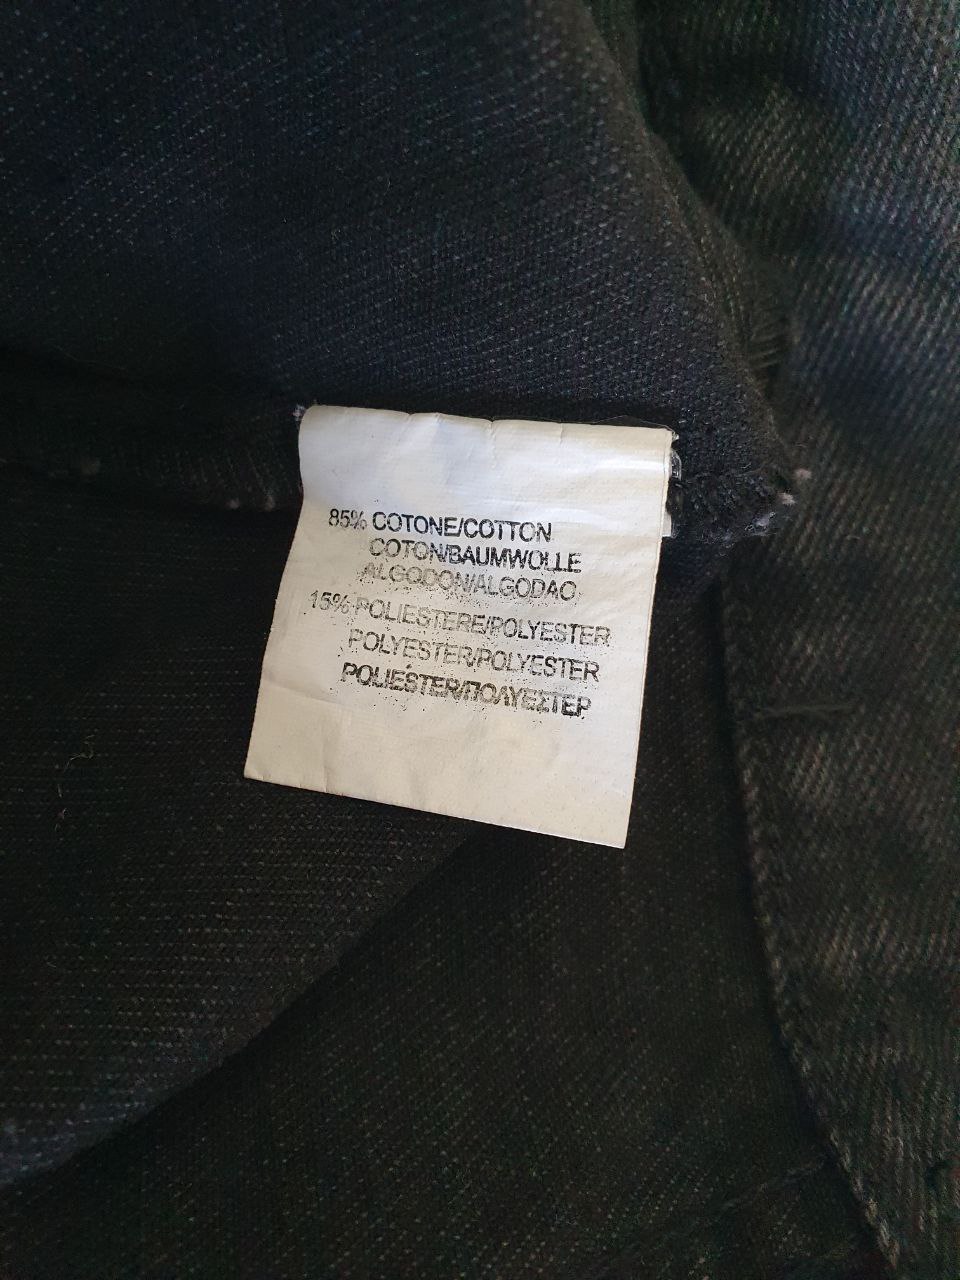 85% COTONE/COTTON
COTON/BAUMWOLLE
ALGODON/ALGODAO
15% POLIESTERE/POLYESTER
POLYESTER/POLYESTER
POLIÉSTER/ΠΟΛΥΕΣΤΕΡ